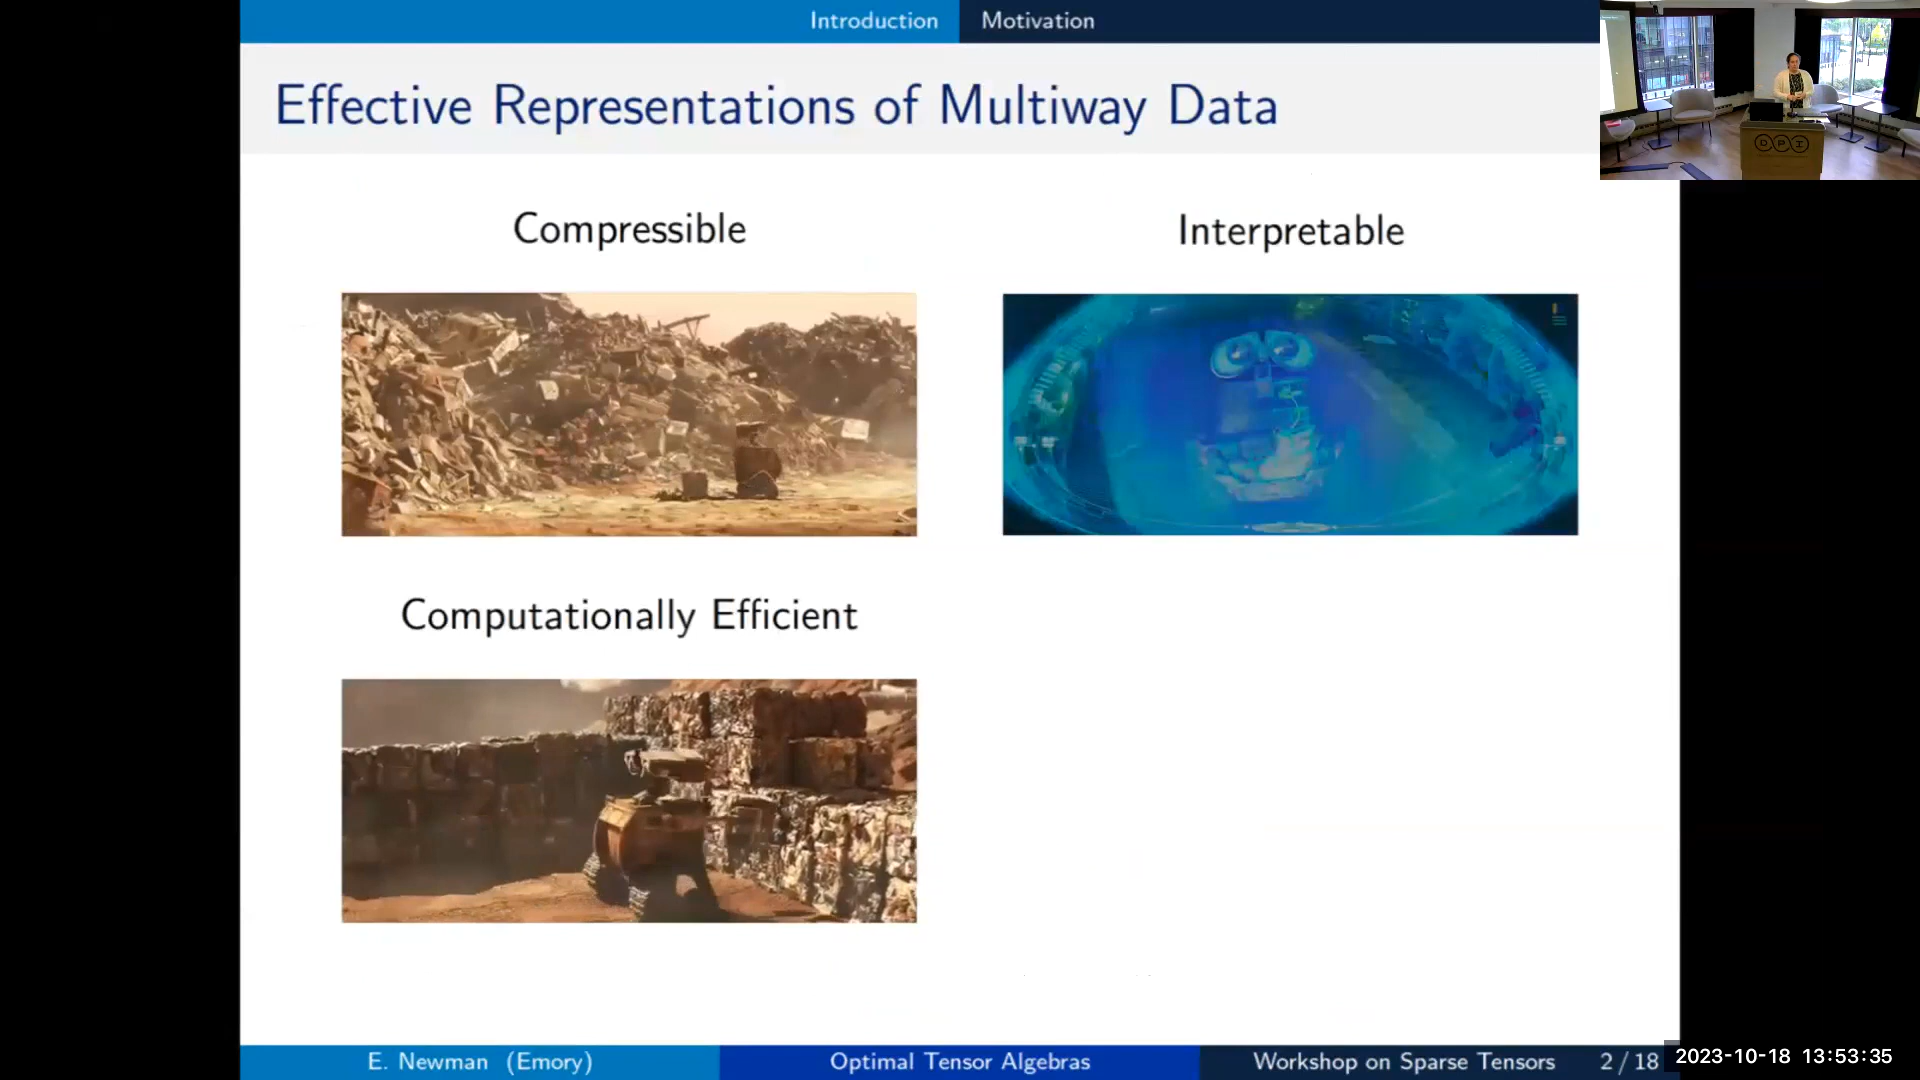 Introduction Motivation
Effective Representations of Multiway Data
Compressible
Interpretable
Computationally Efficient
DPI
E. Newman (Emory) Optimal Tensor Algebras Workshop on Sparse Tensors 2 / 18
2023-10-18 13:53:35